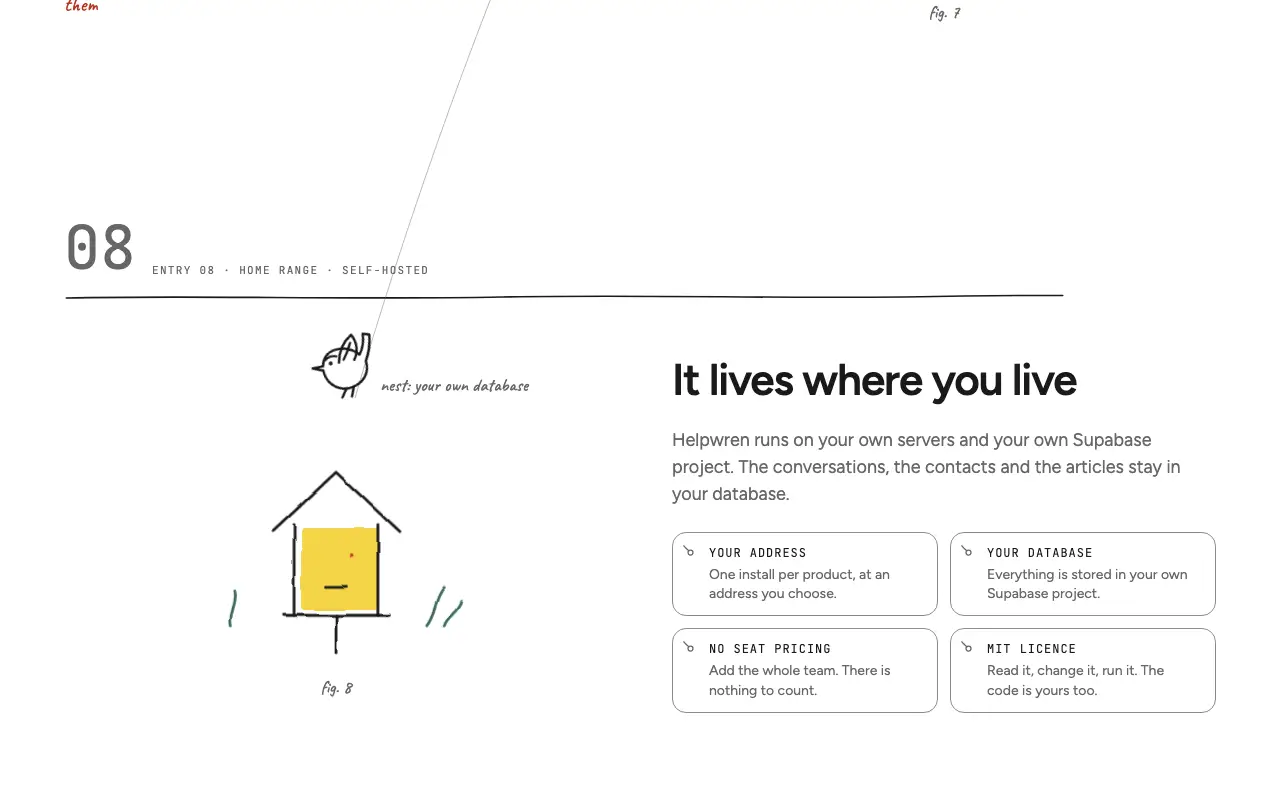 them
fig. 7
08
ENTRY 08 · HOME RANGE · SELF-HOSTED
nest: your own database
fig. 8
It lives where you live
Helpwren runs on your own servers and your own Supabase
project. The conversations, the contacts and the articles stay in
your database.
YOUR ADDRESS
One install per product, at an
address you choose.
YOUR DATABASE
Everything is stored in your own
Supabase project.
NO SEAT PRICING
Add the whole team. There is
nothing to count.
MIT LICENCE
Read it, change it, run it. The
code is yours too.